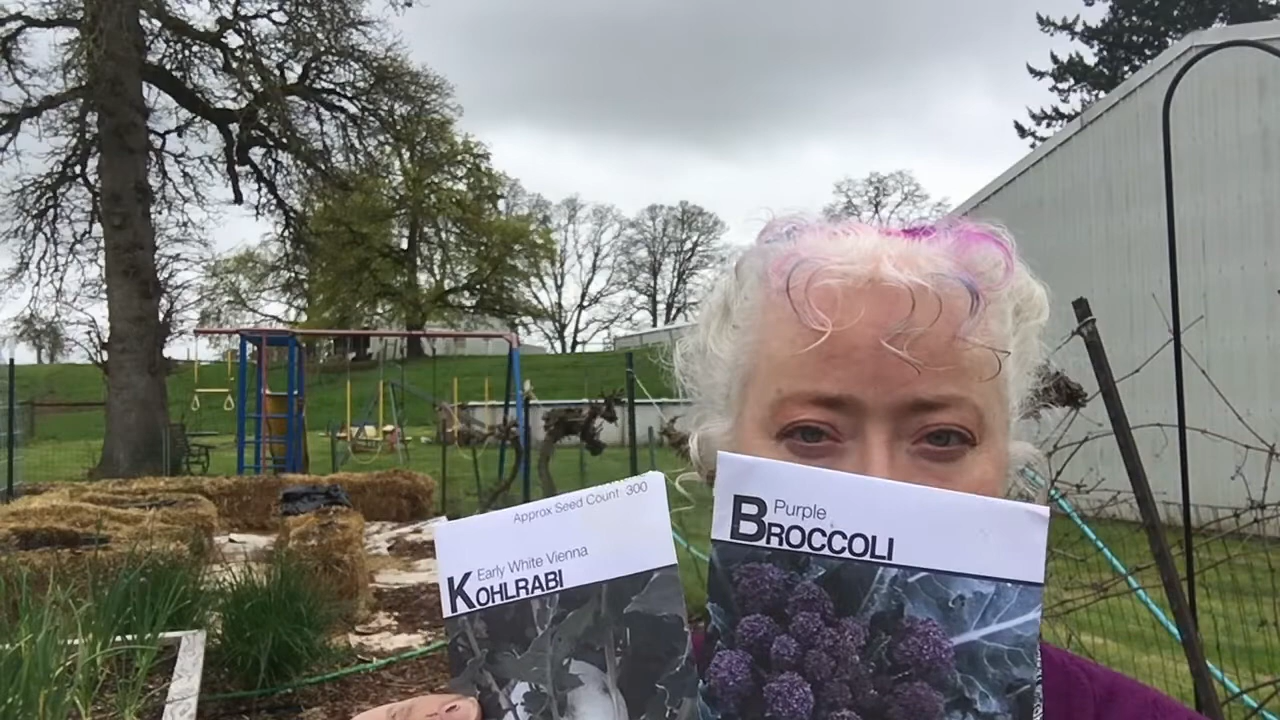 Approx Seed Count: 300
Early White Vienna
KOHLRABI
Purple
BROCCOLI